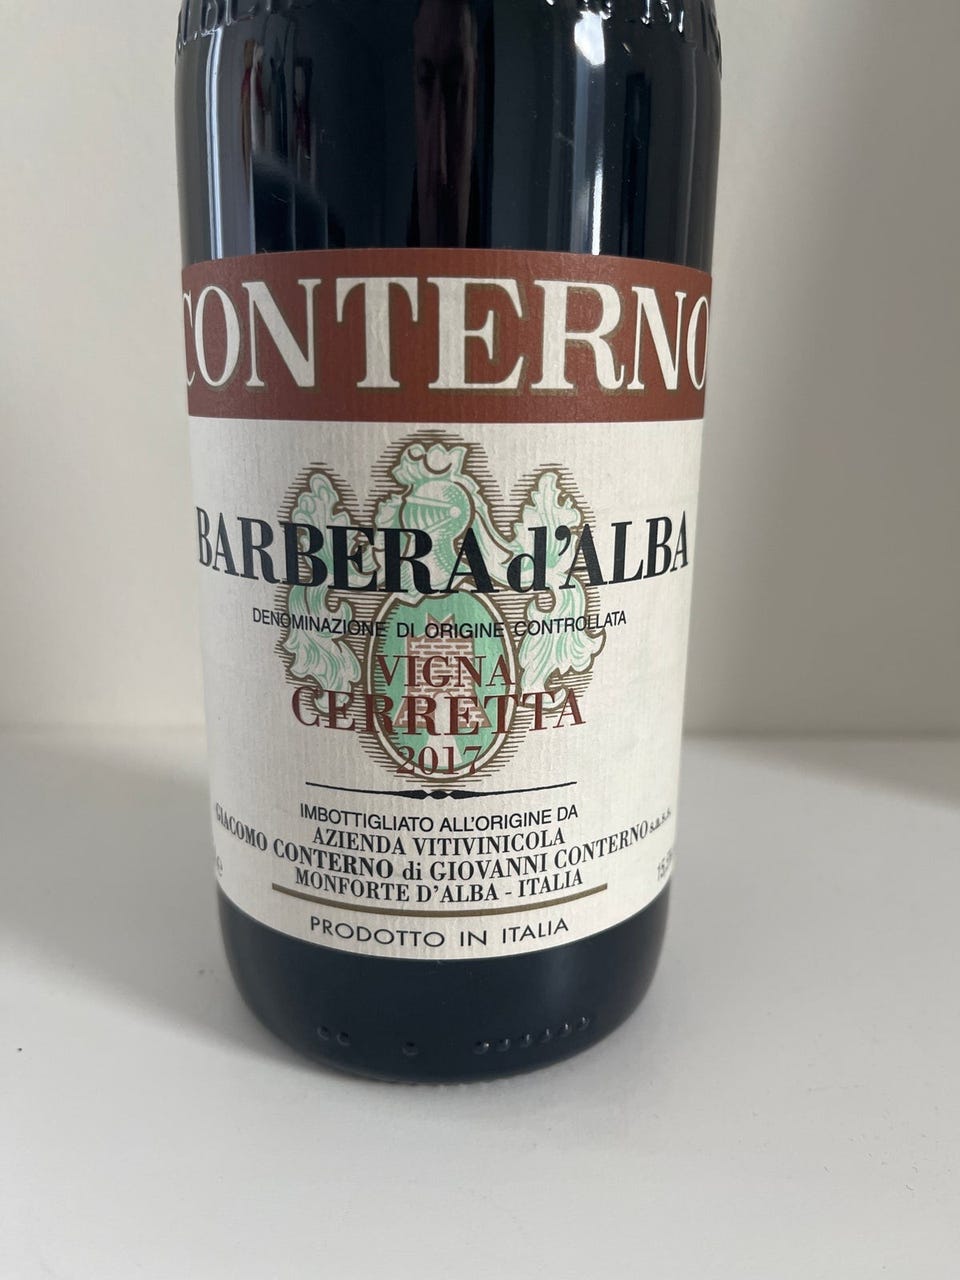 CONTERNO
BARBERA d'ALBA
DENOMINAZIONE DI ORIGINE CONTROLLATA
VIGNA
CERRETTA
2017
IMBOTTIGLIATO ALL'ORIGINE DA
AZIENDA VITIVINICOLA
GIACOMO CONTERNO di GIOVANNI CONTERNO s.a.s.
MONFORTE D'ALBA - ITALIA
e
PRODOTTO IN ITALIA